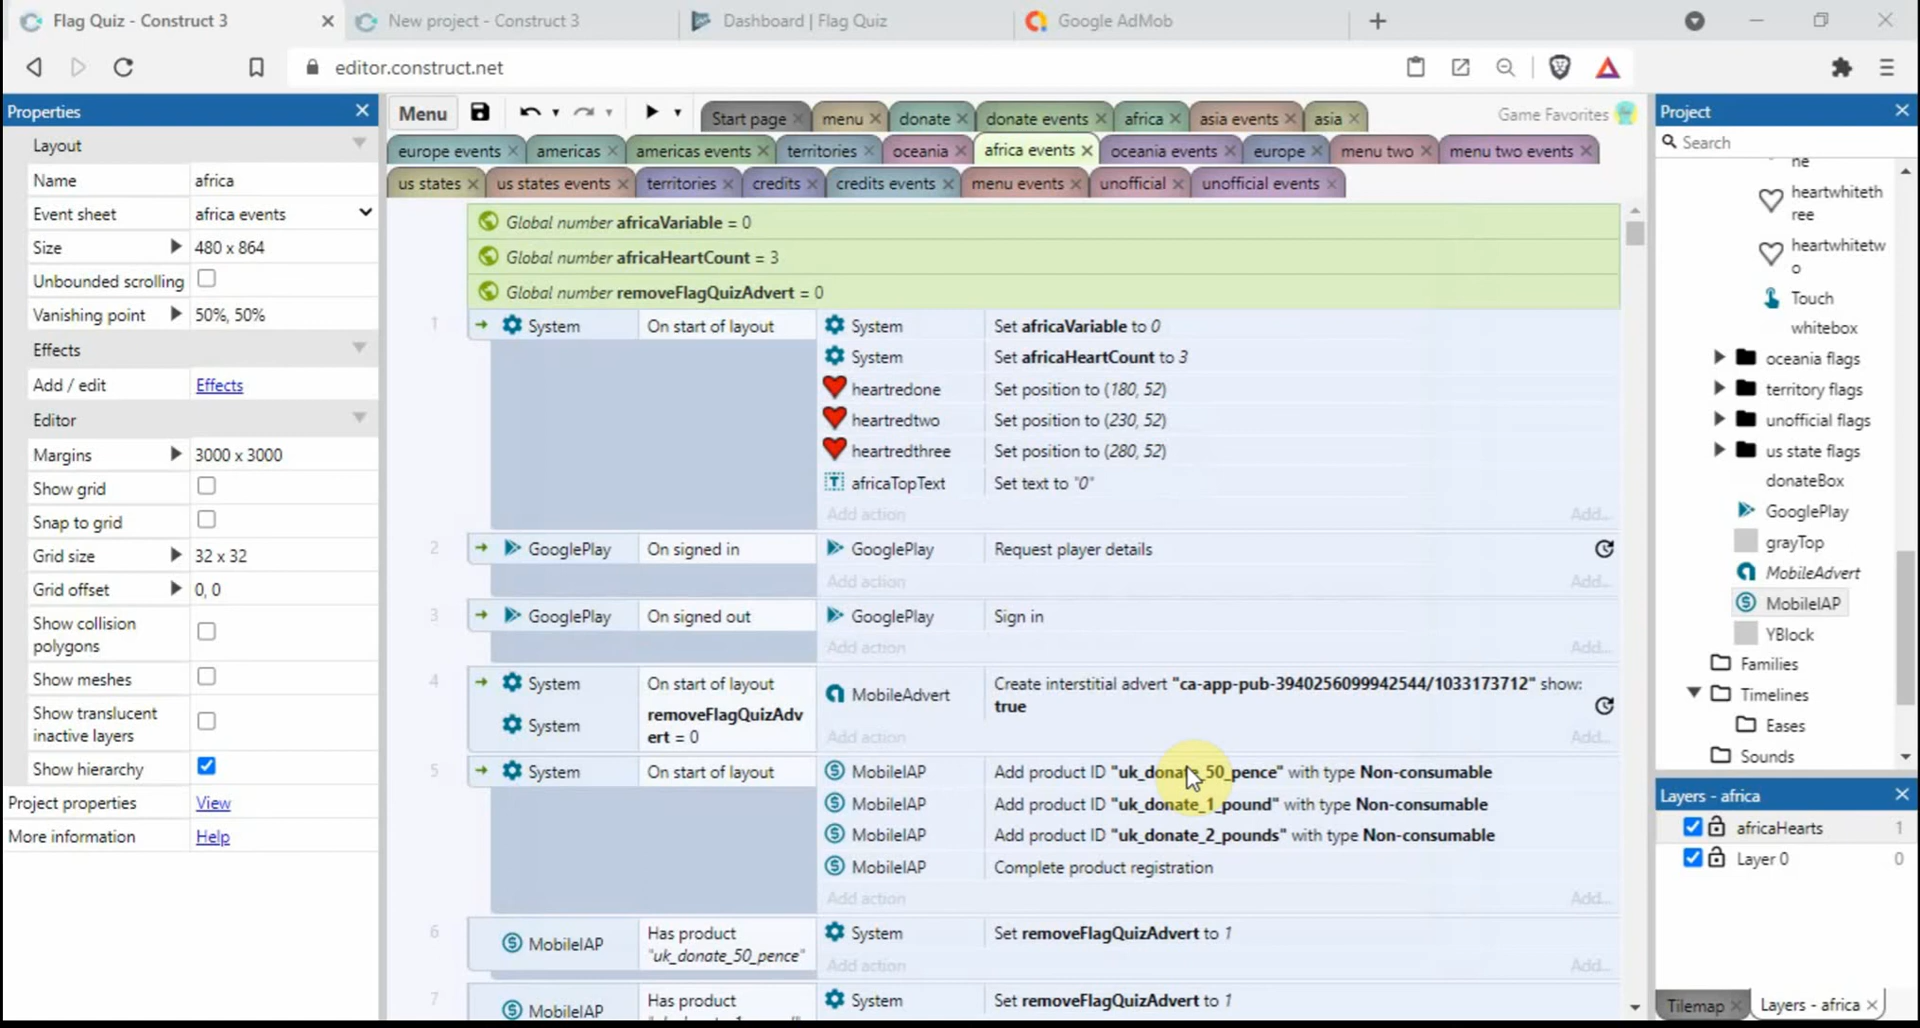 Flag Quiz - Construct 3
New project - Construct 3
Dashboard | Flag Quiz
Google AdMob
editor.construct.net
Properties
Layout
Name africa
Event sheet africa events
Size 480 x 864
Unbounded scrolling
Vanishing point 50%, 50%
Effects
Add / edit Effects
Editor
Margins 3000 x 3000
Show grid
Snap to grid
Grid size 32 x 32
Grid offset 0, 0
Show collision
polygons
Show meshes
Show translucent
inactive layers
Show hierarchy
Project properties View
More information Help
Menu
Start page menu donate donate events africa asia events asia
Game Favorites
europe events americas americas events territories oceania africa events oceania events europe menu two menu two events
us states us states events territories credits credits events menu events unofficial unofficial events
Global number africaVariable = 0
Global number africaHeartCount = 3
Global number removeFlagQuizAdvert = 0
1 System On start of layout System Set africaVariable to 0
System Set africaHeartCount to 3
heartredone Set position to (180, 52)
heartredtwo Set position to (230, 52)
heartredthree Set position to (280, 52)
africaTopText Set text to "0"
Add action Add...
2 GooglePlay On signed in GooglePlay Request player details
Add action Add...
3 GooglePlay On signed out GooglePlay Sign in
Add action Add...
4 System On start of layout MobileAdvert Create interstitial advert "ca-app-pub-3940256099942544/1033173712" show:
true
System removeFlagQuizAdv
ert = 0
Add action Add...
5 System On start of layout MobileIAP Add product ID "uk_donate_50_pence" with type Non-consumable
MobileIAP Add product ID "uk_donate_1_pound" with type Non-consumable
MobileIAP Add product ID "uk_donate_2_pounds" with type Non-consumable
MobileIAP Complete product registration
Add action Add...
6 MobileIAP Has product
"uk_donate_50_pence" System Set removeFlagQuizAdvert to 1
Add action Add...
7 MobileIAP Has product System Set removeFlagQuizAdvert to 1
Project
Search
ne
heartwhiteth
ree
heartwhitetw
o
Touch
whitebox
oceania flags
territory flags
unofficial flags
us state flags
donateBox
GooglePlay
grayTop
MobileAdvert
MobileIAP
YBlock
Families
Timelines
Eases
Sounds
Layers - africa
africaHearts 1
Layer 0 0
Tilemap Layers - africa